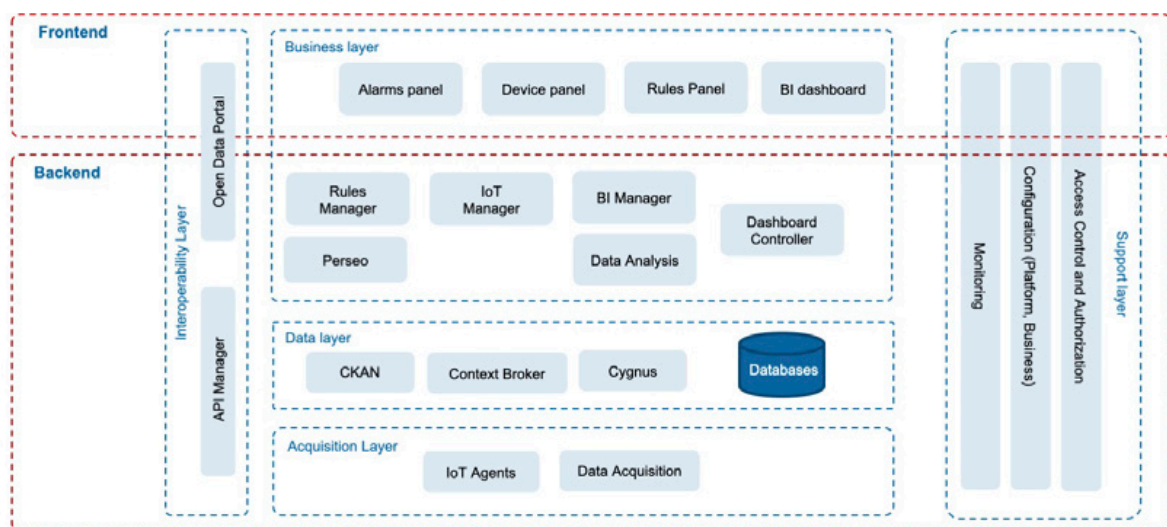 Frontend
Business layer
Alarms panel
Device panel
Rules Panel
BI dashboard
Open Data Portal
Backend
Rules
Manager
IoT
Manager
BI Manager
Dashboard
Controller
Perseo
Data Analysis
Interoperability Layer
API Manager
Data layer
CKAN
Context Broker
Cygnus
Databases
Acquisition Layer
IoT Agents
Data Acquisition
Monitoring
Configuration (Platform, Business)
Access Control and Authorization
Support layer